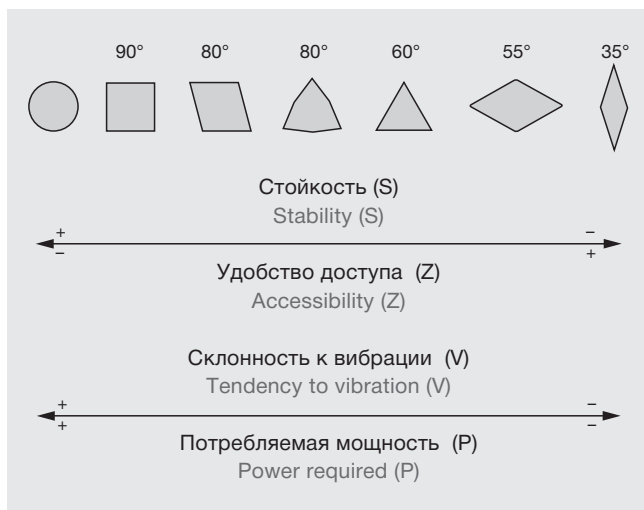 90° 80° 80° 60° 55° 35°
Стойкость (S)
Stability (S)
+ −
− +
Удобство доступа (Z)
Accessibility (Z)
Склонность к вибрации (V)
Tendency to vibration (V)
+ −
+ −
Потребляемая мощность (P)
Power required (P)